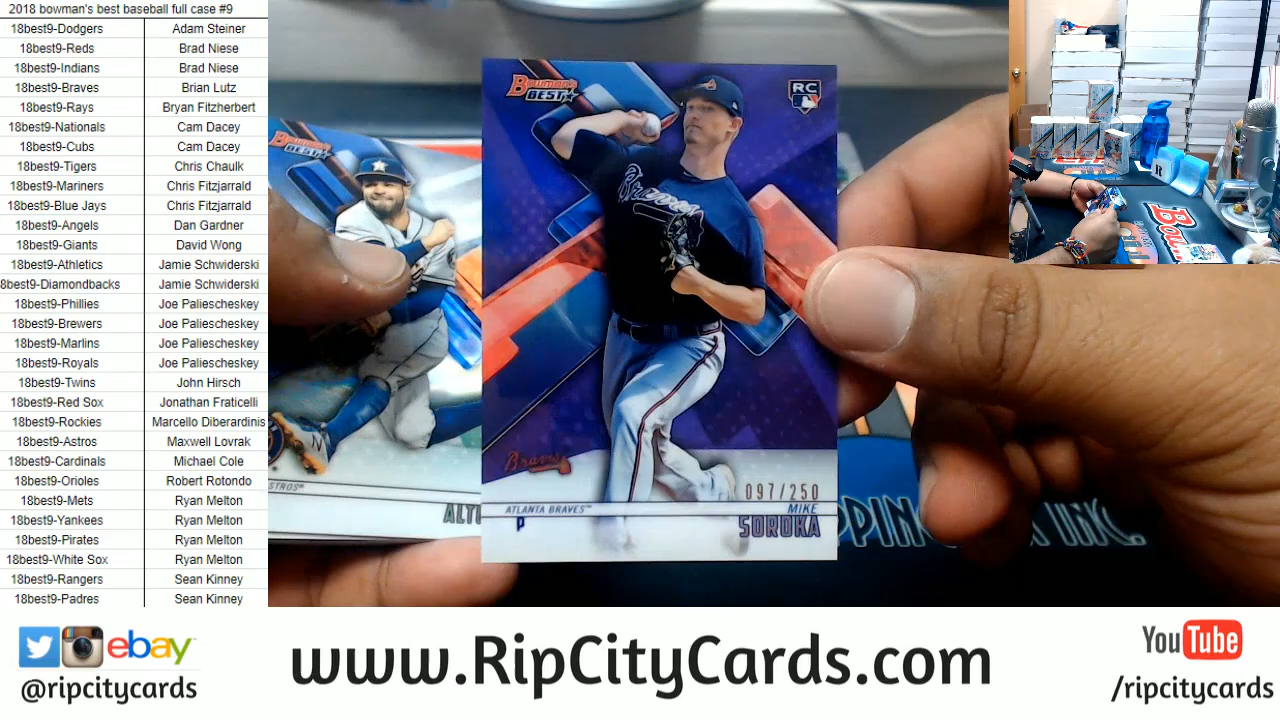 2018 bowman's best baseball full case #9
18best9-Dodgers Adam Steiner
18best9-Reds Brad Niese
18best9-Indians Brad Niese
18best9-Braves Brian Lutz
18best9-Rays Bryan Fitzherbert
18best9-Nationals Cam Dacey
18best9-Cubs Cam Dacey
18best9-Tigers Chris Chaulk
18best9-Mariners Chris Fitzjarrald
18best9-Blue Jays Chris Fitzjarrald
18best9-Angels Dan Gardner
18best9-Giants David Wong
18best9-Athletics Jamie Schwiderski
8best9-Diamondbacks Jamie Schwiderski
18best9-Phillies Joe Paliescheskey
18best9-Brewers Joe Paliescheskey
18best9-Marlins Joe Paliescheskey
18best9-Royals Joe Paliescheskey
18best9-Twins John Hirsch
18best9-Red Sox Jonathan Fraticelli
18best9-Rockies Marcello Diberardinis
18best9-Astros Maxwell Lovrak
18best9-Cardinals Michael Cole
18best9-Orioles Robert Rotondo
18best9-Mets Ryan Melton
18best9-Yankees Ryan Melton
18best9-Pirates Ryan Melton
18best9-White Sox Ryan Melton
18best9-Rangers Sean Kinney
18best9-Padres Sean Kinney
Bowman's
BEST
Bowman's
BEST
RC
Braves
Braves
097/250
ATLANTA BRAVES™
P
MIKE
SOROKA
STROS
ALTU
PPIN
INK.
ebay
@ripcitycards
www.RipCityCards.com
YouTube
/ripcitycards